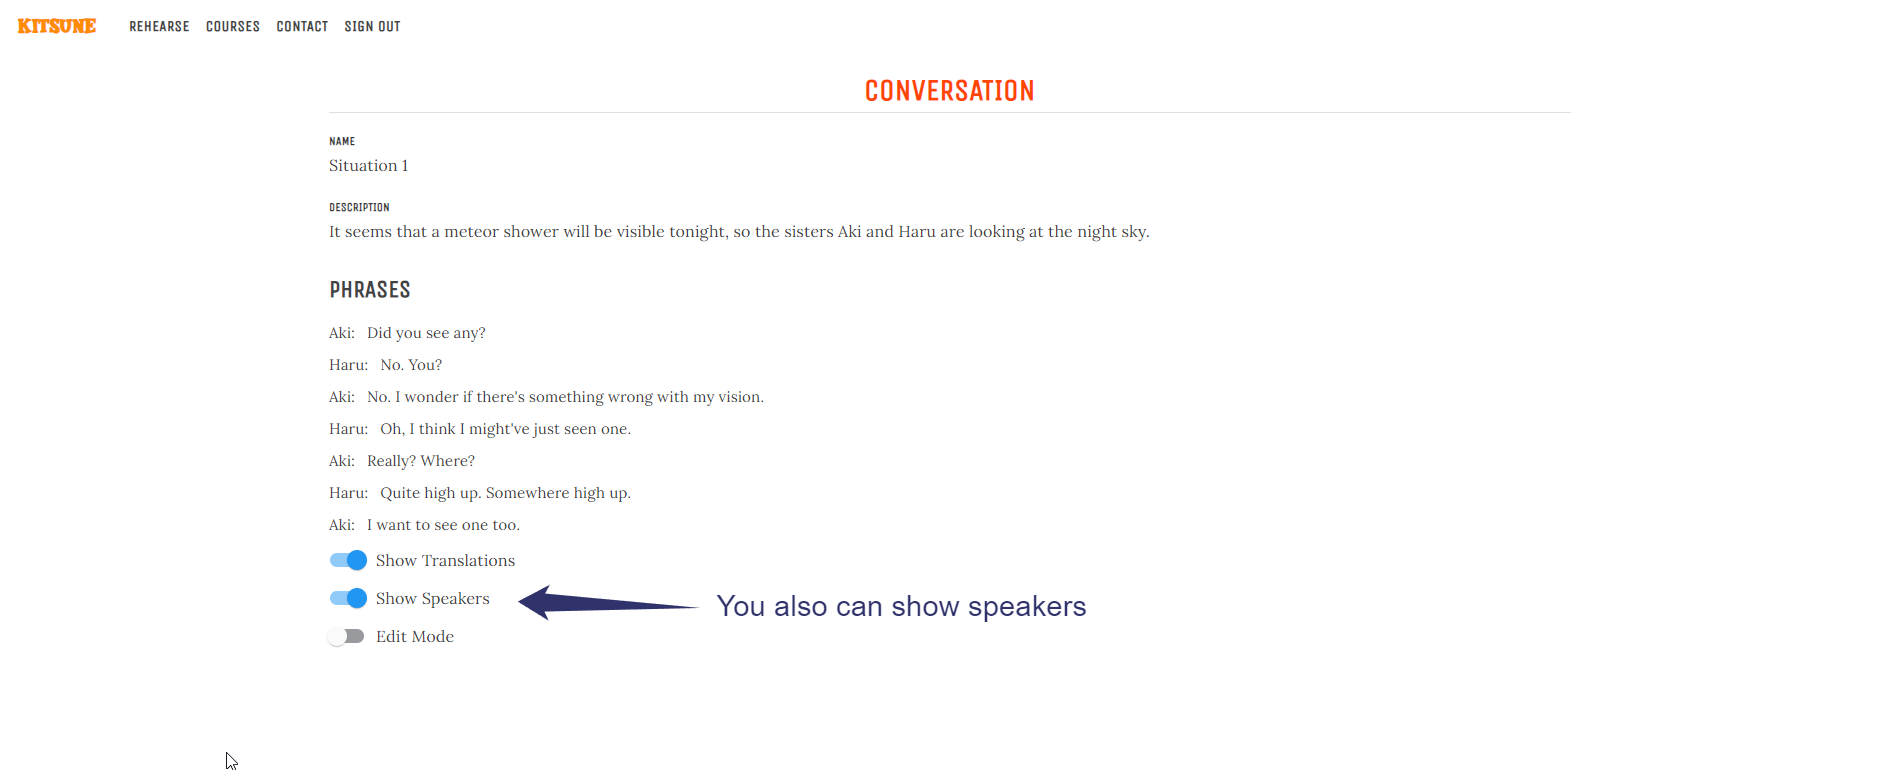 KITSUNE REHEARSE COURSES CONTACT SIGN OUT
CONVERSATION
NAME
Situation 1
DESCRIPTION
It seems that a meteor shower will be visible tonight, so the sisters Aki and Haru are looking at the night sky.
PHRASES
Aki: Did you see any?
Haru: No. You?
Aki: No. I wonder if there's something wrong with my vision.
Haru: Oh, I think I might've just seen one.
Aki: Really? Where?
Haru: Quite high up. Somewhere high up.
Aki: I want to see one too.
Show Translations
Show Speakers
You also can show speakers
Edit Mode